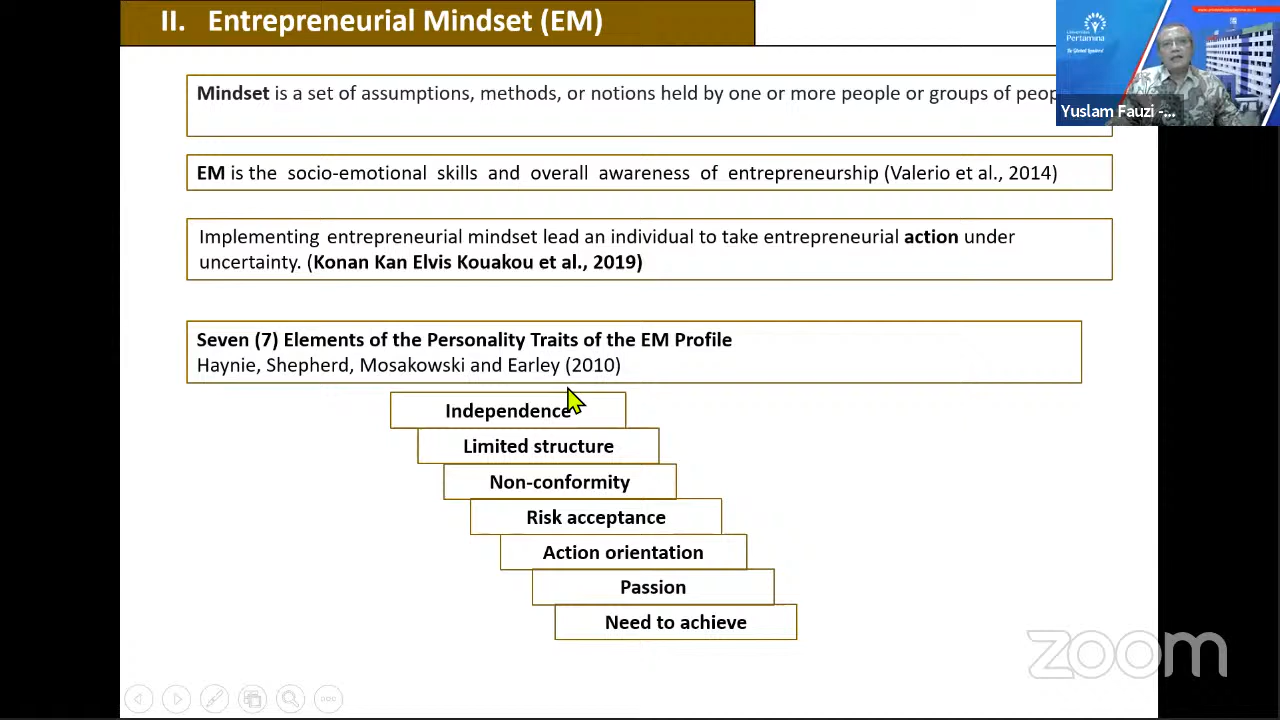 II. Entrepreneurial Mindset (EM)
Universitas
Pertamina
Yuslam Fauzi -...
Mindset is a set of assumptions, methods, or notions held by one or more people or groups of peop
EM is the socio-emotional skills and overall awareness of entrepreneurship (Valerio et al., 2014)
Implementing entrepreneurial mindset lead an individual to take entrepreneurial action under
uncertainty. (Konan Kan Elvis Kouakou et al., 2019)
Seven (7) Elements of the Personality Traits of the EM Profile
Haynie, Shepherd, Mosakowski and Earley (2010)
Independence
Limited structure
Non-conformity
Risk acceptance
Action orientation
Passion
Need to achieve
zoom